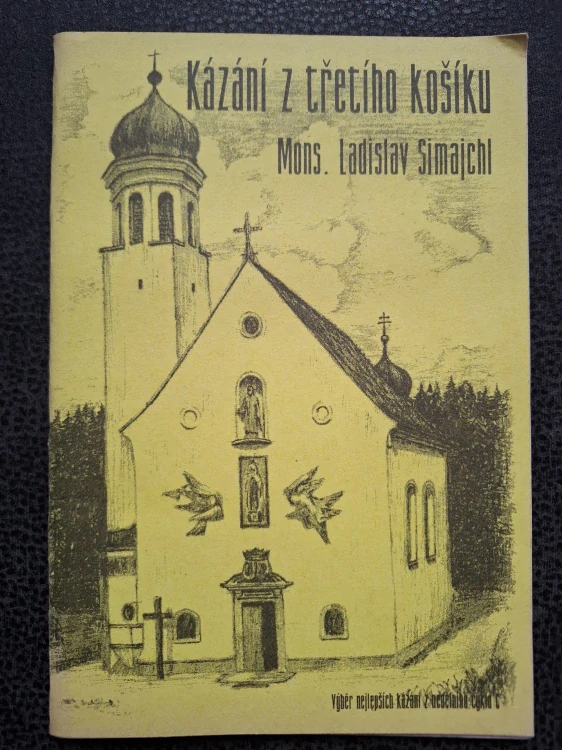 Kázání z třetího košíku
Mons. Ladislav Simajchl
Výběr nejlepších kázání z nedělního cyklu C